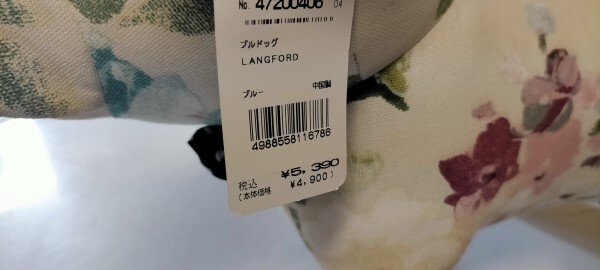 No. 47200406 04
ブルドッグ
LANGFORD
ブルー 中国製
4988558116786
¥5,390
税込 ¥4,900)
(本体価格